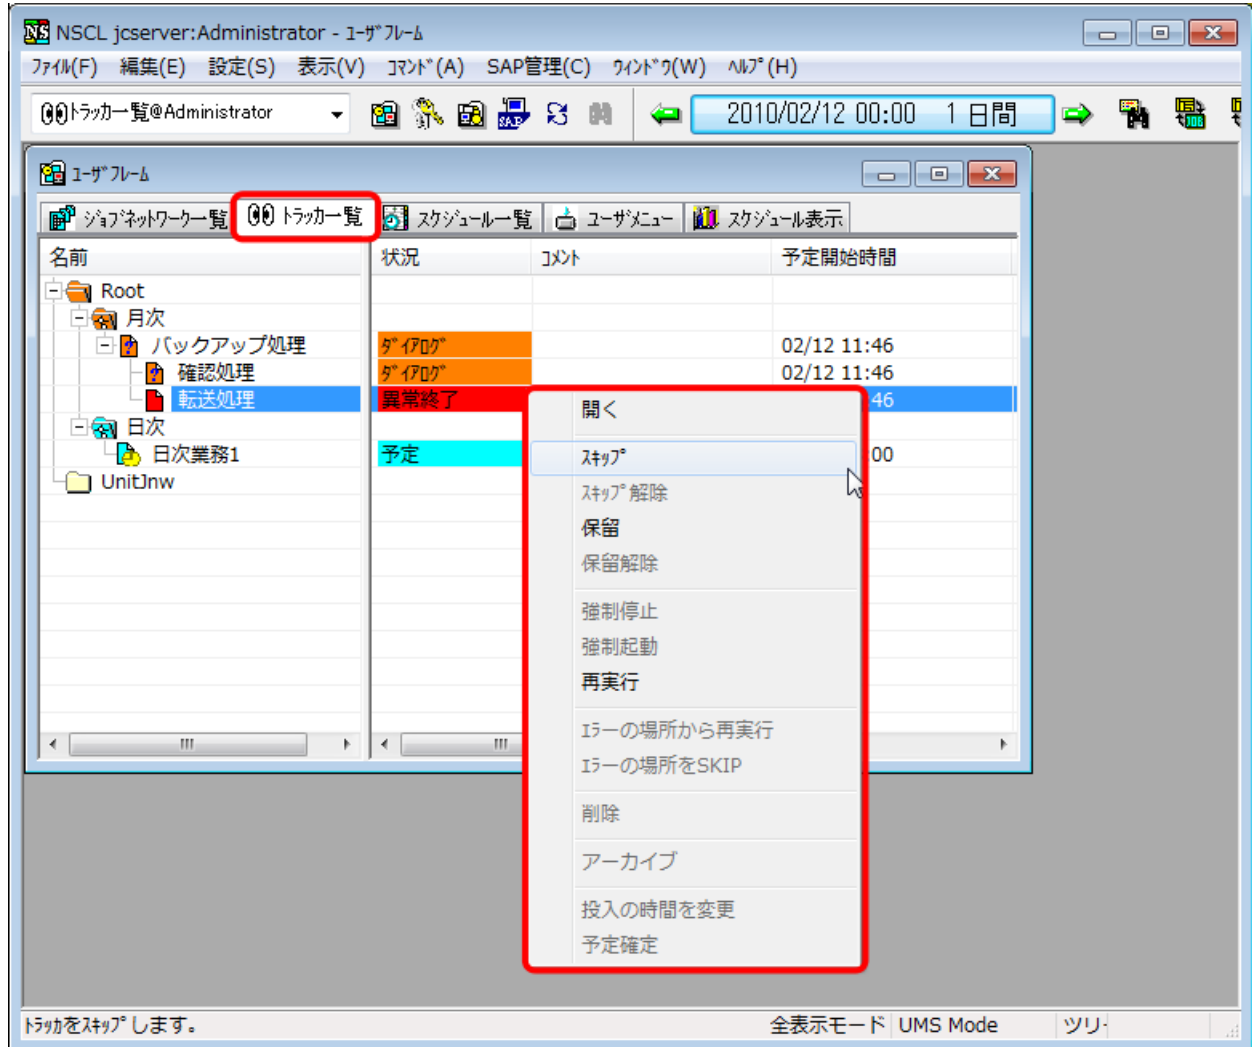 NSCL jcserver:Administrator - ﾕｰｻﾞﾌﾚｰﾑ
ﾌｧｲﾙ(F) 編集(E) 設定(S) 表示(V) ｺﾏﾝﾄﾞ(A) SAP管理(C) ｳｨﾝﾄﾞｳ(W) ﾍﾙﾌﾟ(H)
ﾄﾗｯｶ一覧@Administrator 2010/02/12 00:00 1 日間
ﾕｰｻﾞﾌﾚｰﾑ
ｼﾞｮﾌﾞﾈｯﾄﾜｰｸ一覧 ﾄﾗｯｶ一覧 ｽｹｼﾞｭｰﾙ一覧 ﾕｰｻﾞﾒﾆｭｰ ｽｹｼﾞｭｰﾙ表示
名前 状況 ｺﾒﾝﾄ 予定開始時間
Root
月次
バックアップ処理 ﾀﾞｲｱﾛｸﾞ 02/12 11:46
確認処理 ﾀﾞｲｱﾛｸﾞ 02/12 11:46
転送処理 異常終了 46
日次
日次業務1 予定 00
UnitJnw
開く
ｽｷｯﾌﾟ
ｽｷｯﾌﾟ解除
保留
保留解除
強制停止
強制起動
再実行
ｴﾗｰの場所から再実行
ｴﾗｰの場所をSKIP
削除
アーカイブ
投入の時間を変更
予定確定
ﾄﾗｯｶをｽｷｯﾌﾟします。 全表示モード UMS Mode ツリ